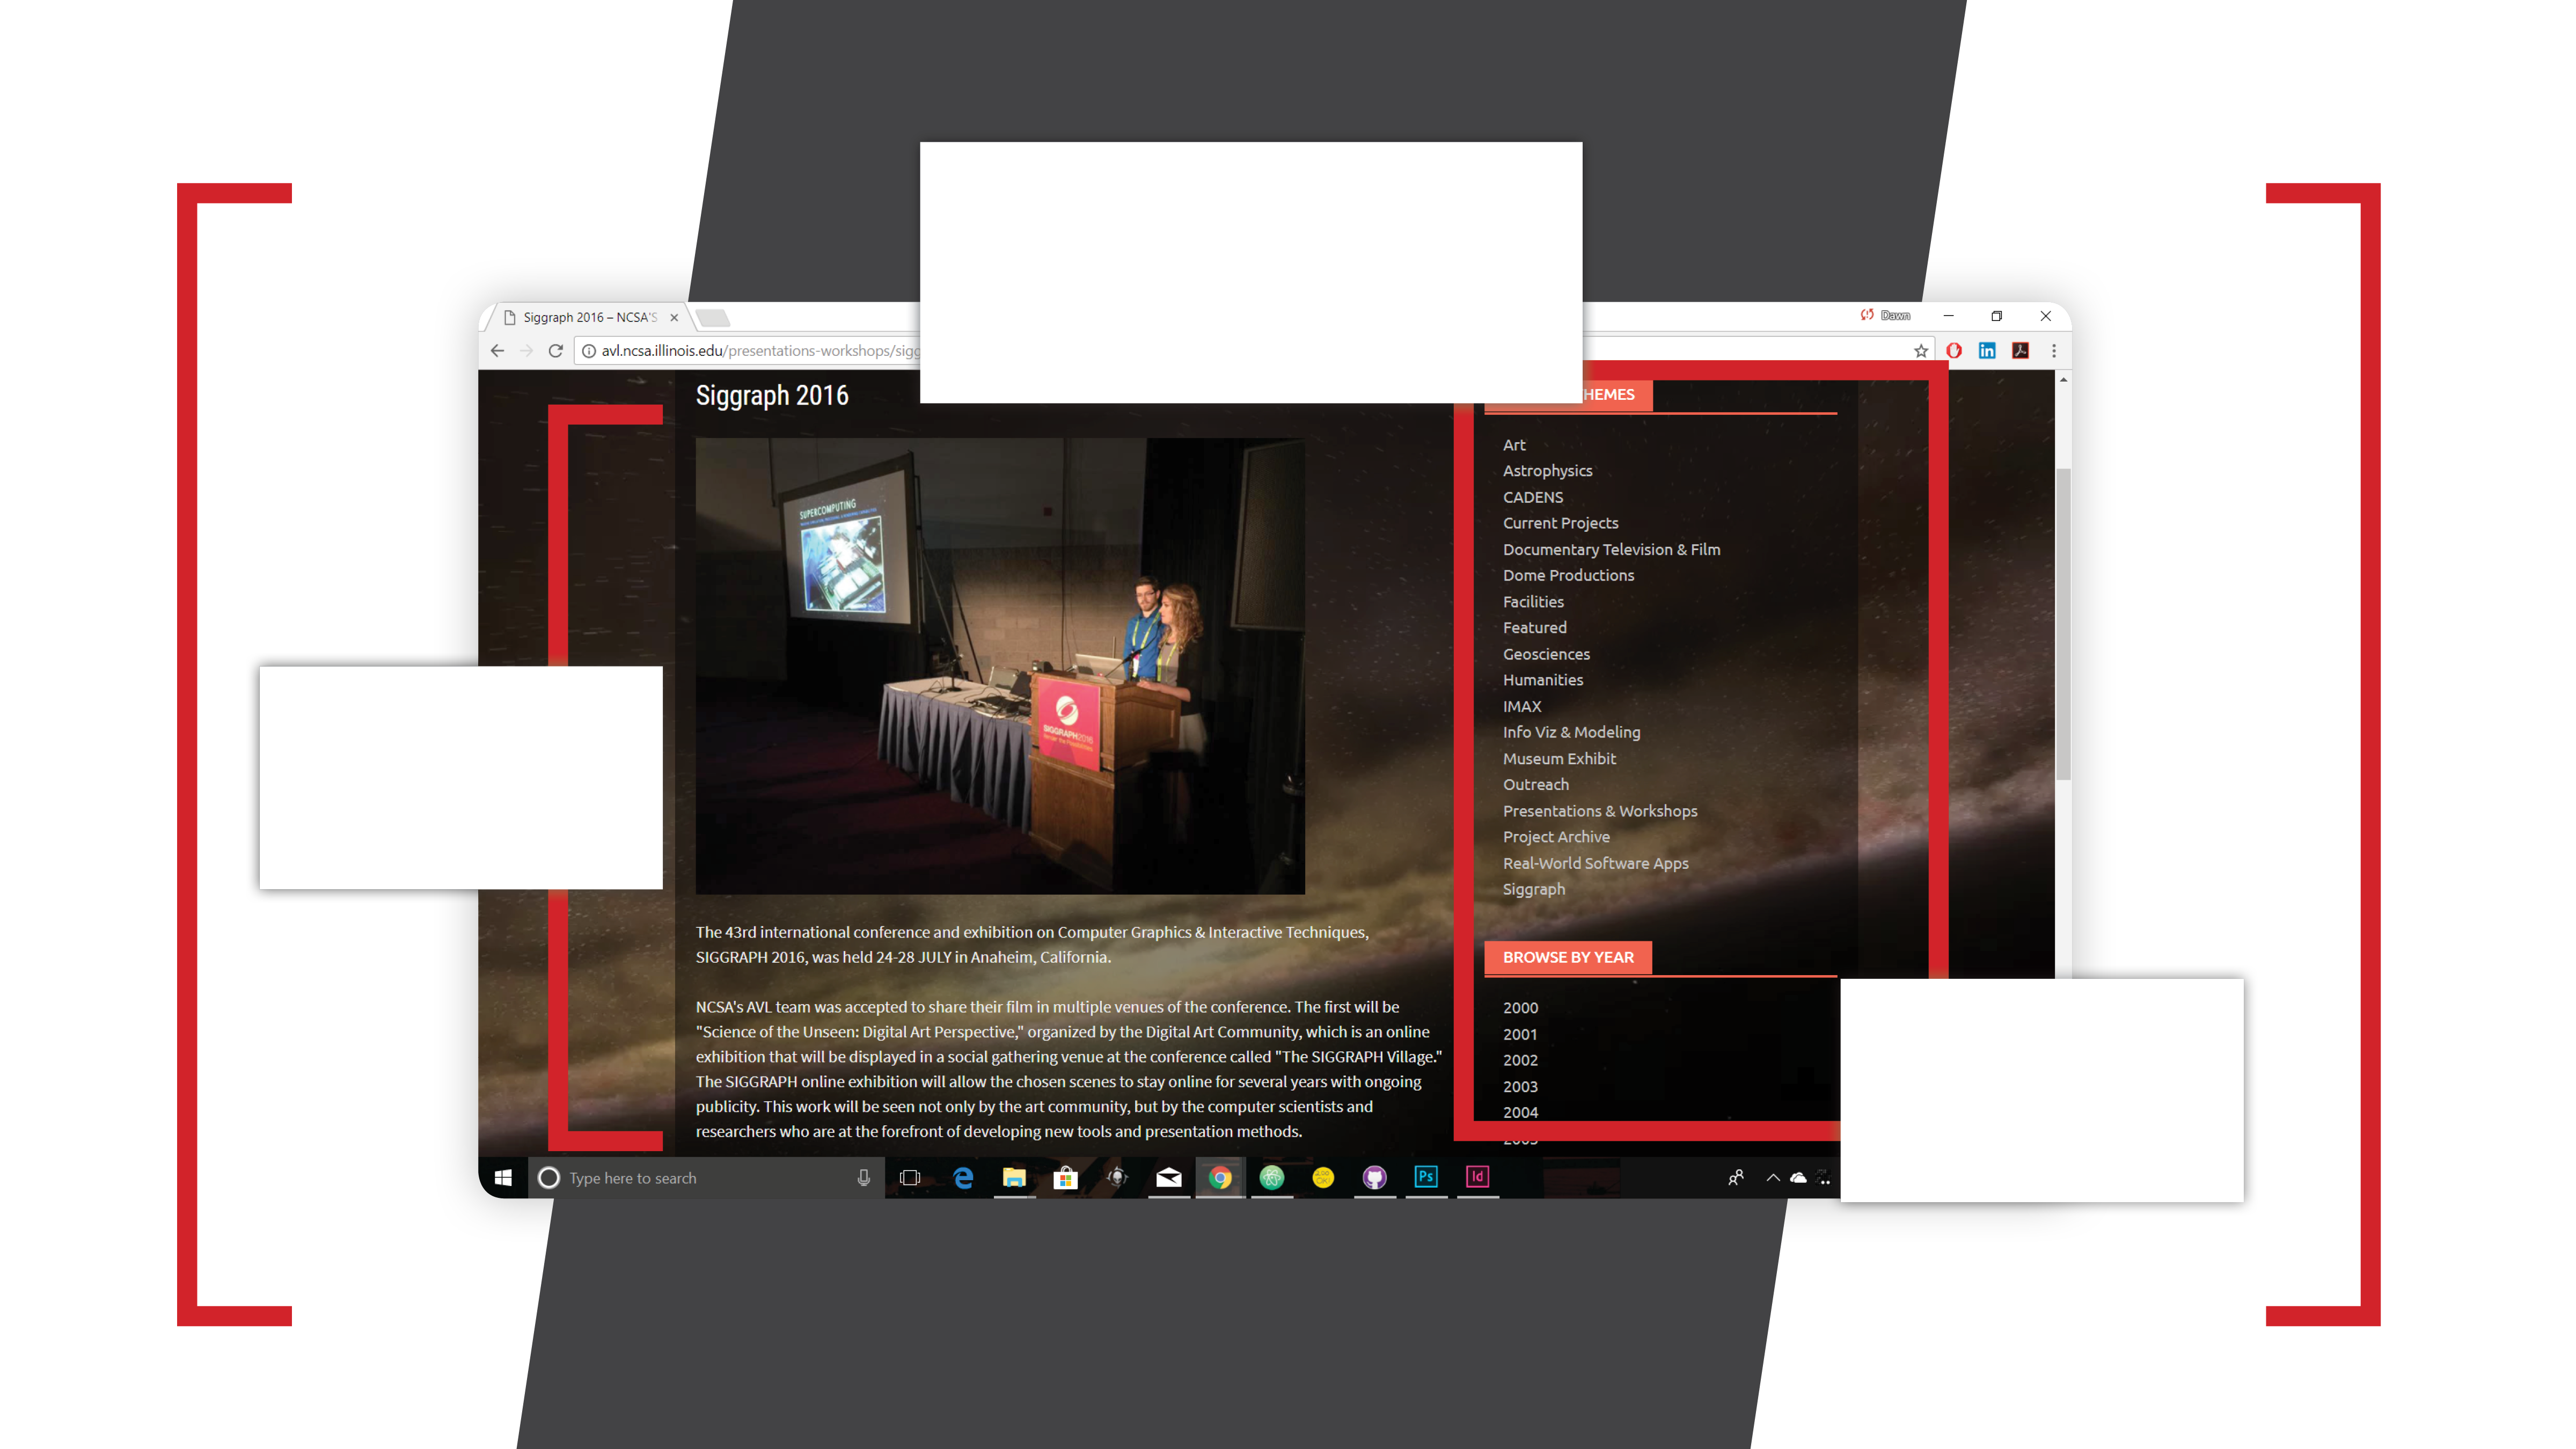 Siggraph 2016 – NCSA'S
Dawn
avl.ncsa.illinois.edu/presentations-workshops/sigg
Siggraph 2016
SUPERCOMPUTING
SIGGRAPH2016
HEMES
Art
Astrophysics
CADENS
Current Projects
Documentary Television & Film
Dome Productions
Facilities
Featured
Geosciences
Humanities
IMAX
Info Viz & Modeling
Museum Exhibit
Outreach
Presentations & Workshops
Project Archive
Real-World Software Apps
Siggraph
The 43rd international conference and exhibition on Computer Graphics & Interactive Techniques,
SIGGRAPH 2016, was held 24-28 JULY in Anaheim, California.
NCSA's AVL team was accepted to share their film in multiple venues of the conference. The first will be
"Science of the Unseen: Digital Art Perspective," organized by the Digital Art Community, which is an online
exhibition that will be displayed in a social gathering venue at the conference called "The SIGGRAPH Village."
The SIGGRAPH online exhibition will allow the chosen scenes to stay online for several years with ongoing
publicity. This work will be seen not only by the art community, but by the computer scientists and
researchers who are at the forefront of developing new tools and presentation methods.
BROWSE BY YEAR
2000
2001
2002
2003
2004
Type here to search
Ps
Id